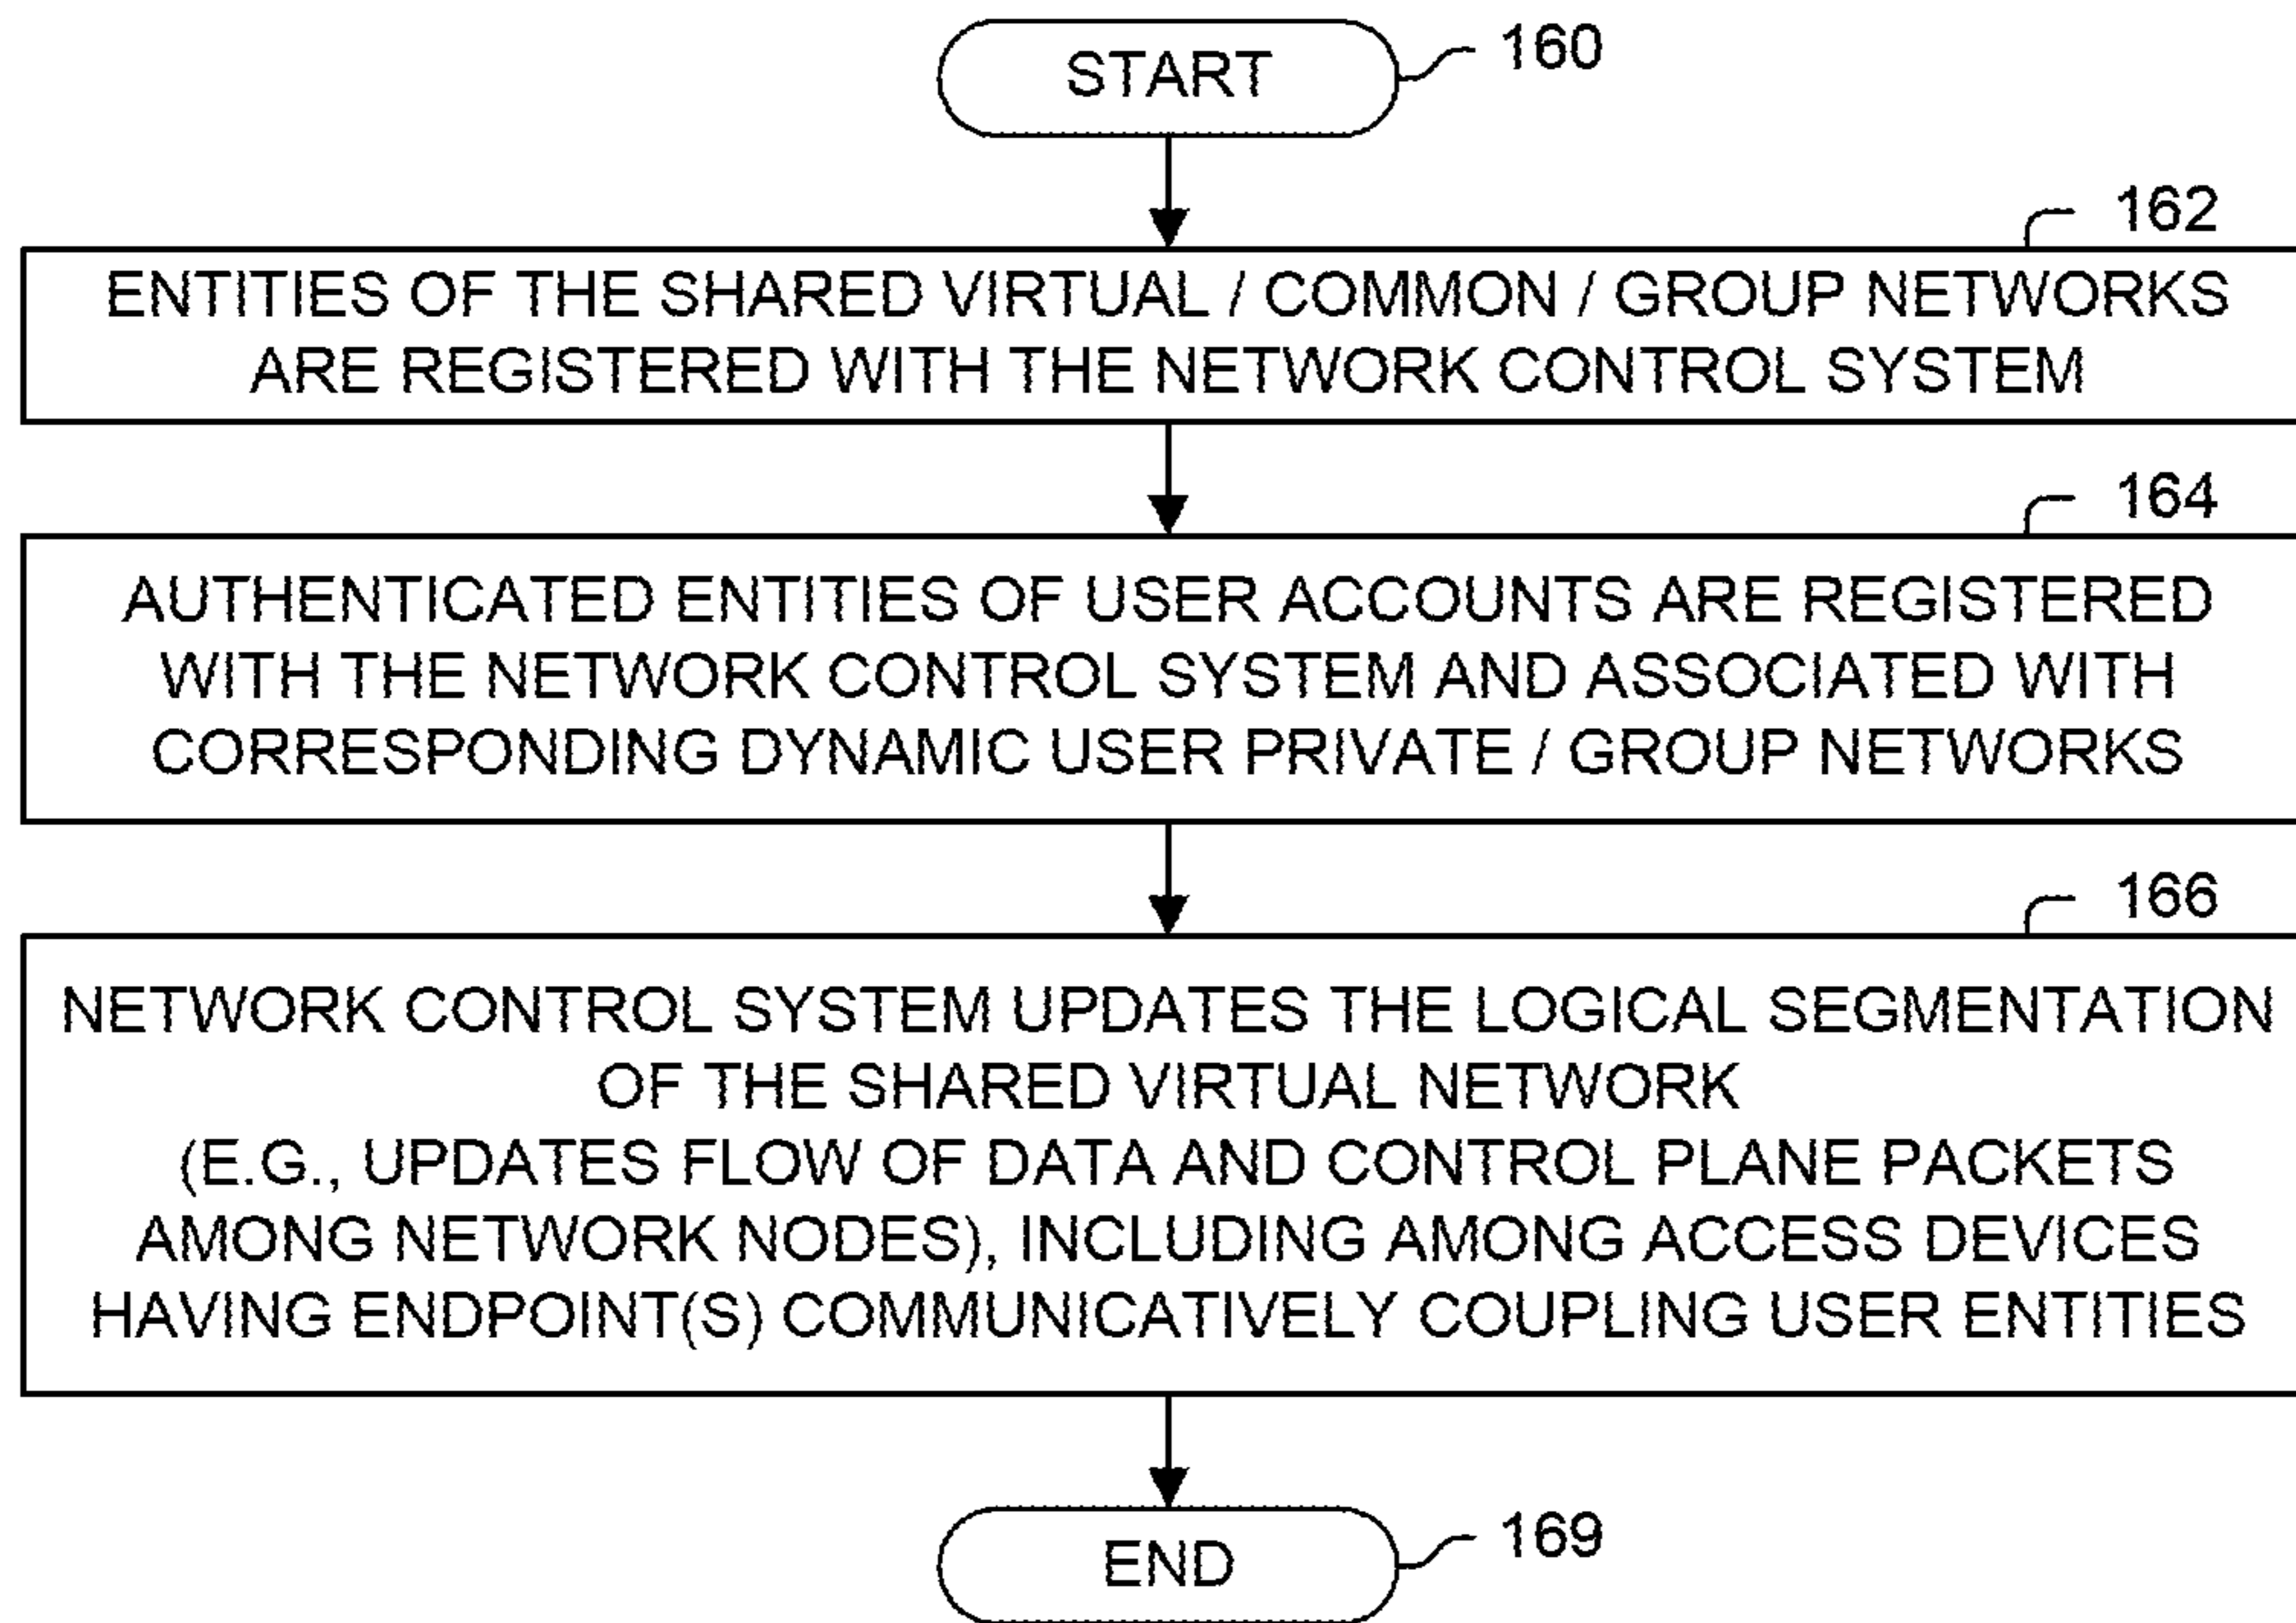 START
160
162
ENTITIES OF THE SHARED VIRTUAL / COMMON / GROUP NETWORKS
ARE REGISTERED WITH THE NETWORK CONTROL SYSTEM
164
AUTHENTICATED ENTITIES OF USER ACCOUNTS ARE REGISTERED
WITH THE NETWORK CONTROL SYSTEM AND ASSOCIATED WITH
CORRESPONDING DYNAMIC USER PRIVATE / GROUP NETWORKS
166
NETWORK CONTROL SYSTEM UPDATES THE LOGICAL SEGMENTATION
OF THE SHARED VIRTUAL NETWORK
(E.G., UPDATES FLOW OF DATA AND CONTROL PLANE PACKETS
AMONG NETWORK NODES), INCLUDING AMONG ACCESS DEVICES
HAVING ENDPOINT(S) COMMUNICATIVELY COUPLING USER ENTITIES
END
169